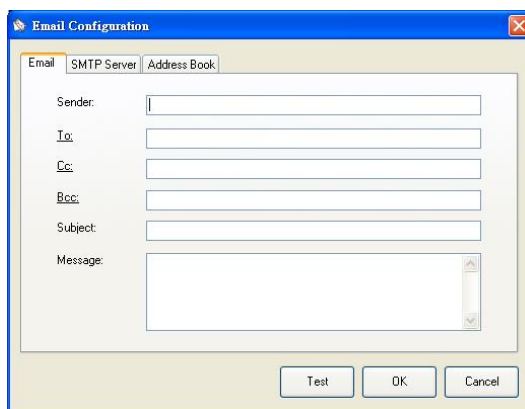 Email Configuration
Email SMTP Server Address Book
Sender:
To:
Cc:
Bcc:
Subject:
Message:
Test OK Cancel